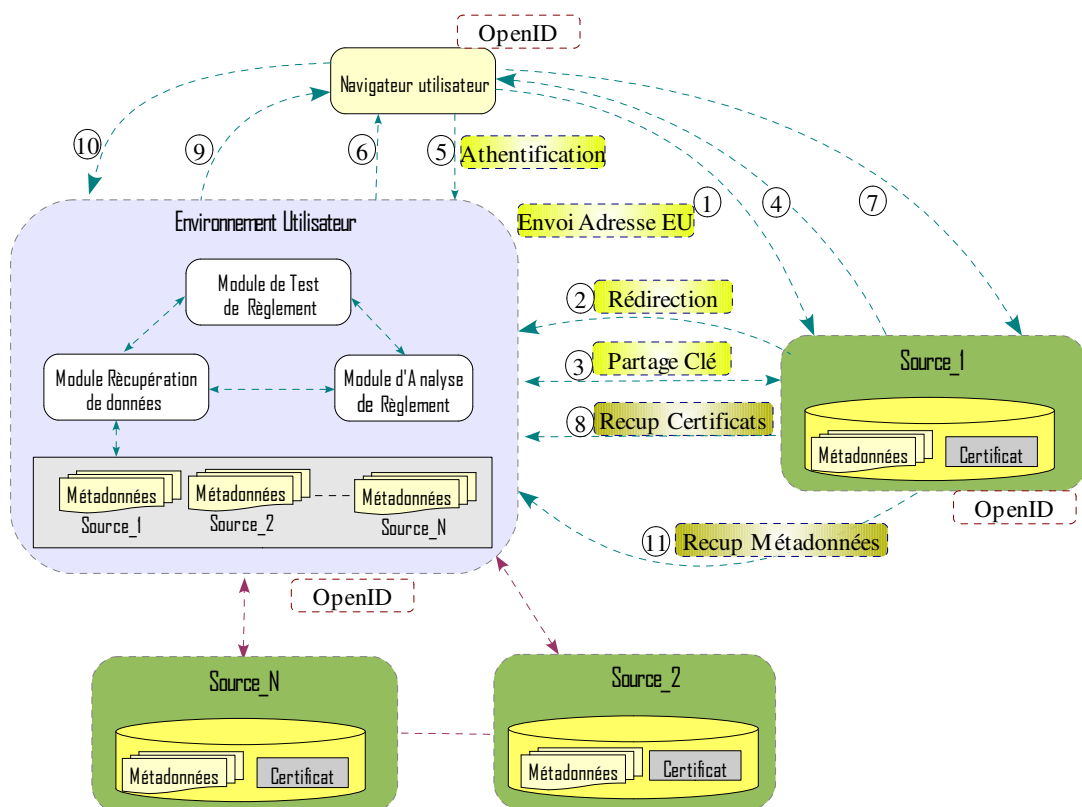 OpenID
Navigateur utilisateur
10
9
6
5
Athentification
1
4
7
Envoi Adresse EU
Environnement Utilisateur
Module de Test
de Règlement
2
Rédirection
3
Partage Clé
Source_1
Module Rècupération
de données
Module d'Analyse
de Règlement
8
Recup Certificats
Métadonnées
Certificat
Métadonnées
Métadonnées
Métadonnées
Source_1
Source_2
Source_N
OpenID
11
Recup Métadonnées
OpenID
Source_N
Source_2
Métadonnées
Certificat
Métadonnées
Certificat